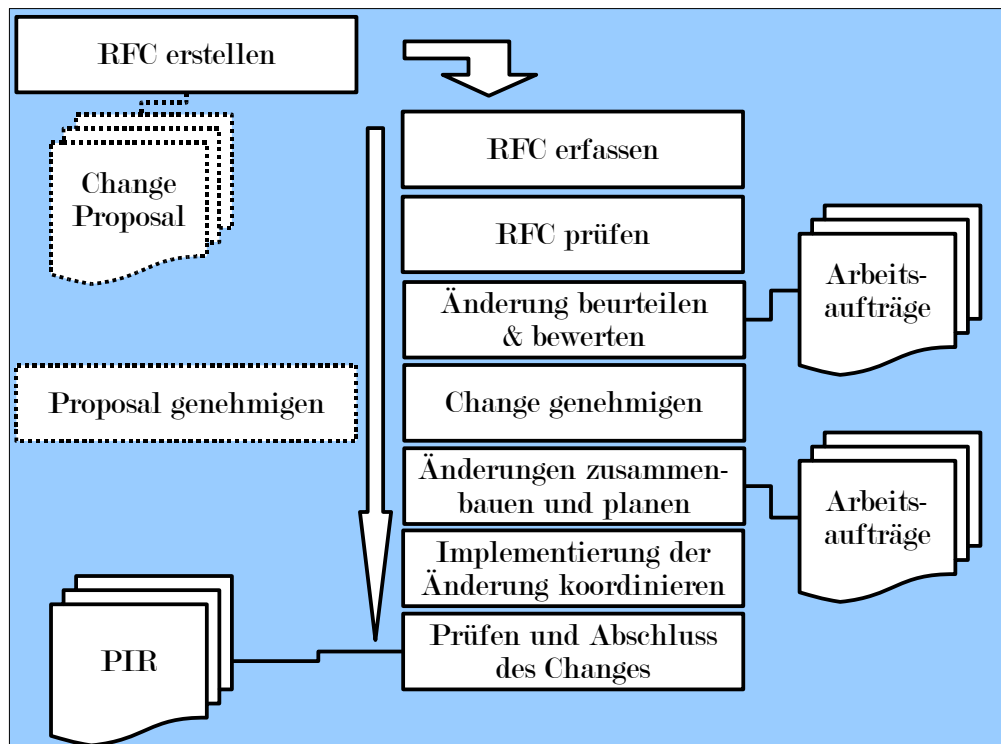 RFC erstellen
Change
Proposal
RFC erfassen
RFC prüfen
Änderung beurteilen
& bewerten
Arbeits-
aufträge
Proposal genehmigen
Change genehmigen
Änderungen zusammen-
bauen und planen
Arbeits-
aufträge
Implementierung der
Änderung koordinieren
PIR
Prüfen und Abschluss
des Changes